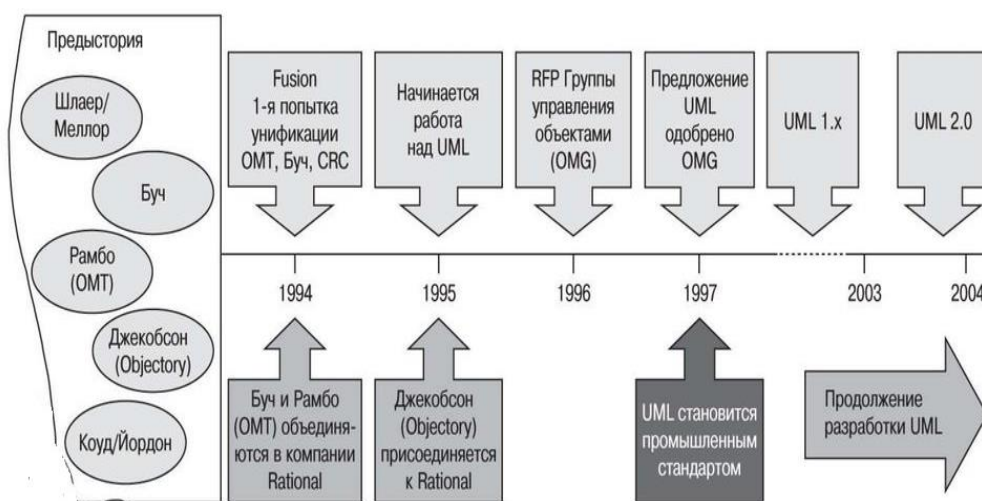 Предыстория
Шлаер/
Меллор
Буч
Рамбо
(OMT)
Джекобсон
(Objectory)
Коуд/Йордон
Fusion
1-я попытка
унификации
OMT, Буч, CRC
Начинается
работа
над UML
RFP Группы
управления
объектами
(OMG)
Предложение
UML
одобрено
OMG
UML 1.x
UML 2.0
1994
1995
1996
1997
2003
2004
Буч и Рамбо
(OMT) объединя-
ются в компании
Rational
Джекобсон
(Objectory)
присоединяется
к Rational
UML становится
промышленным
стандартом
Продолжение
разработки UML